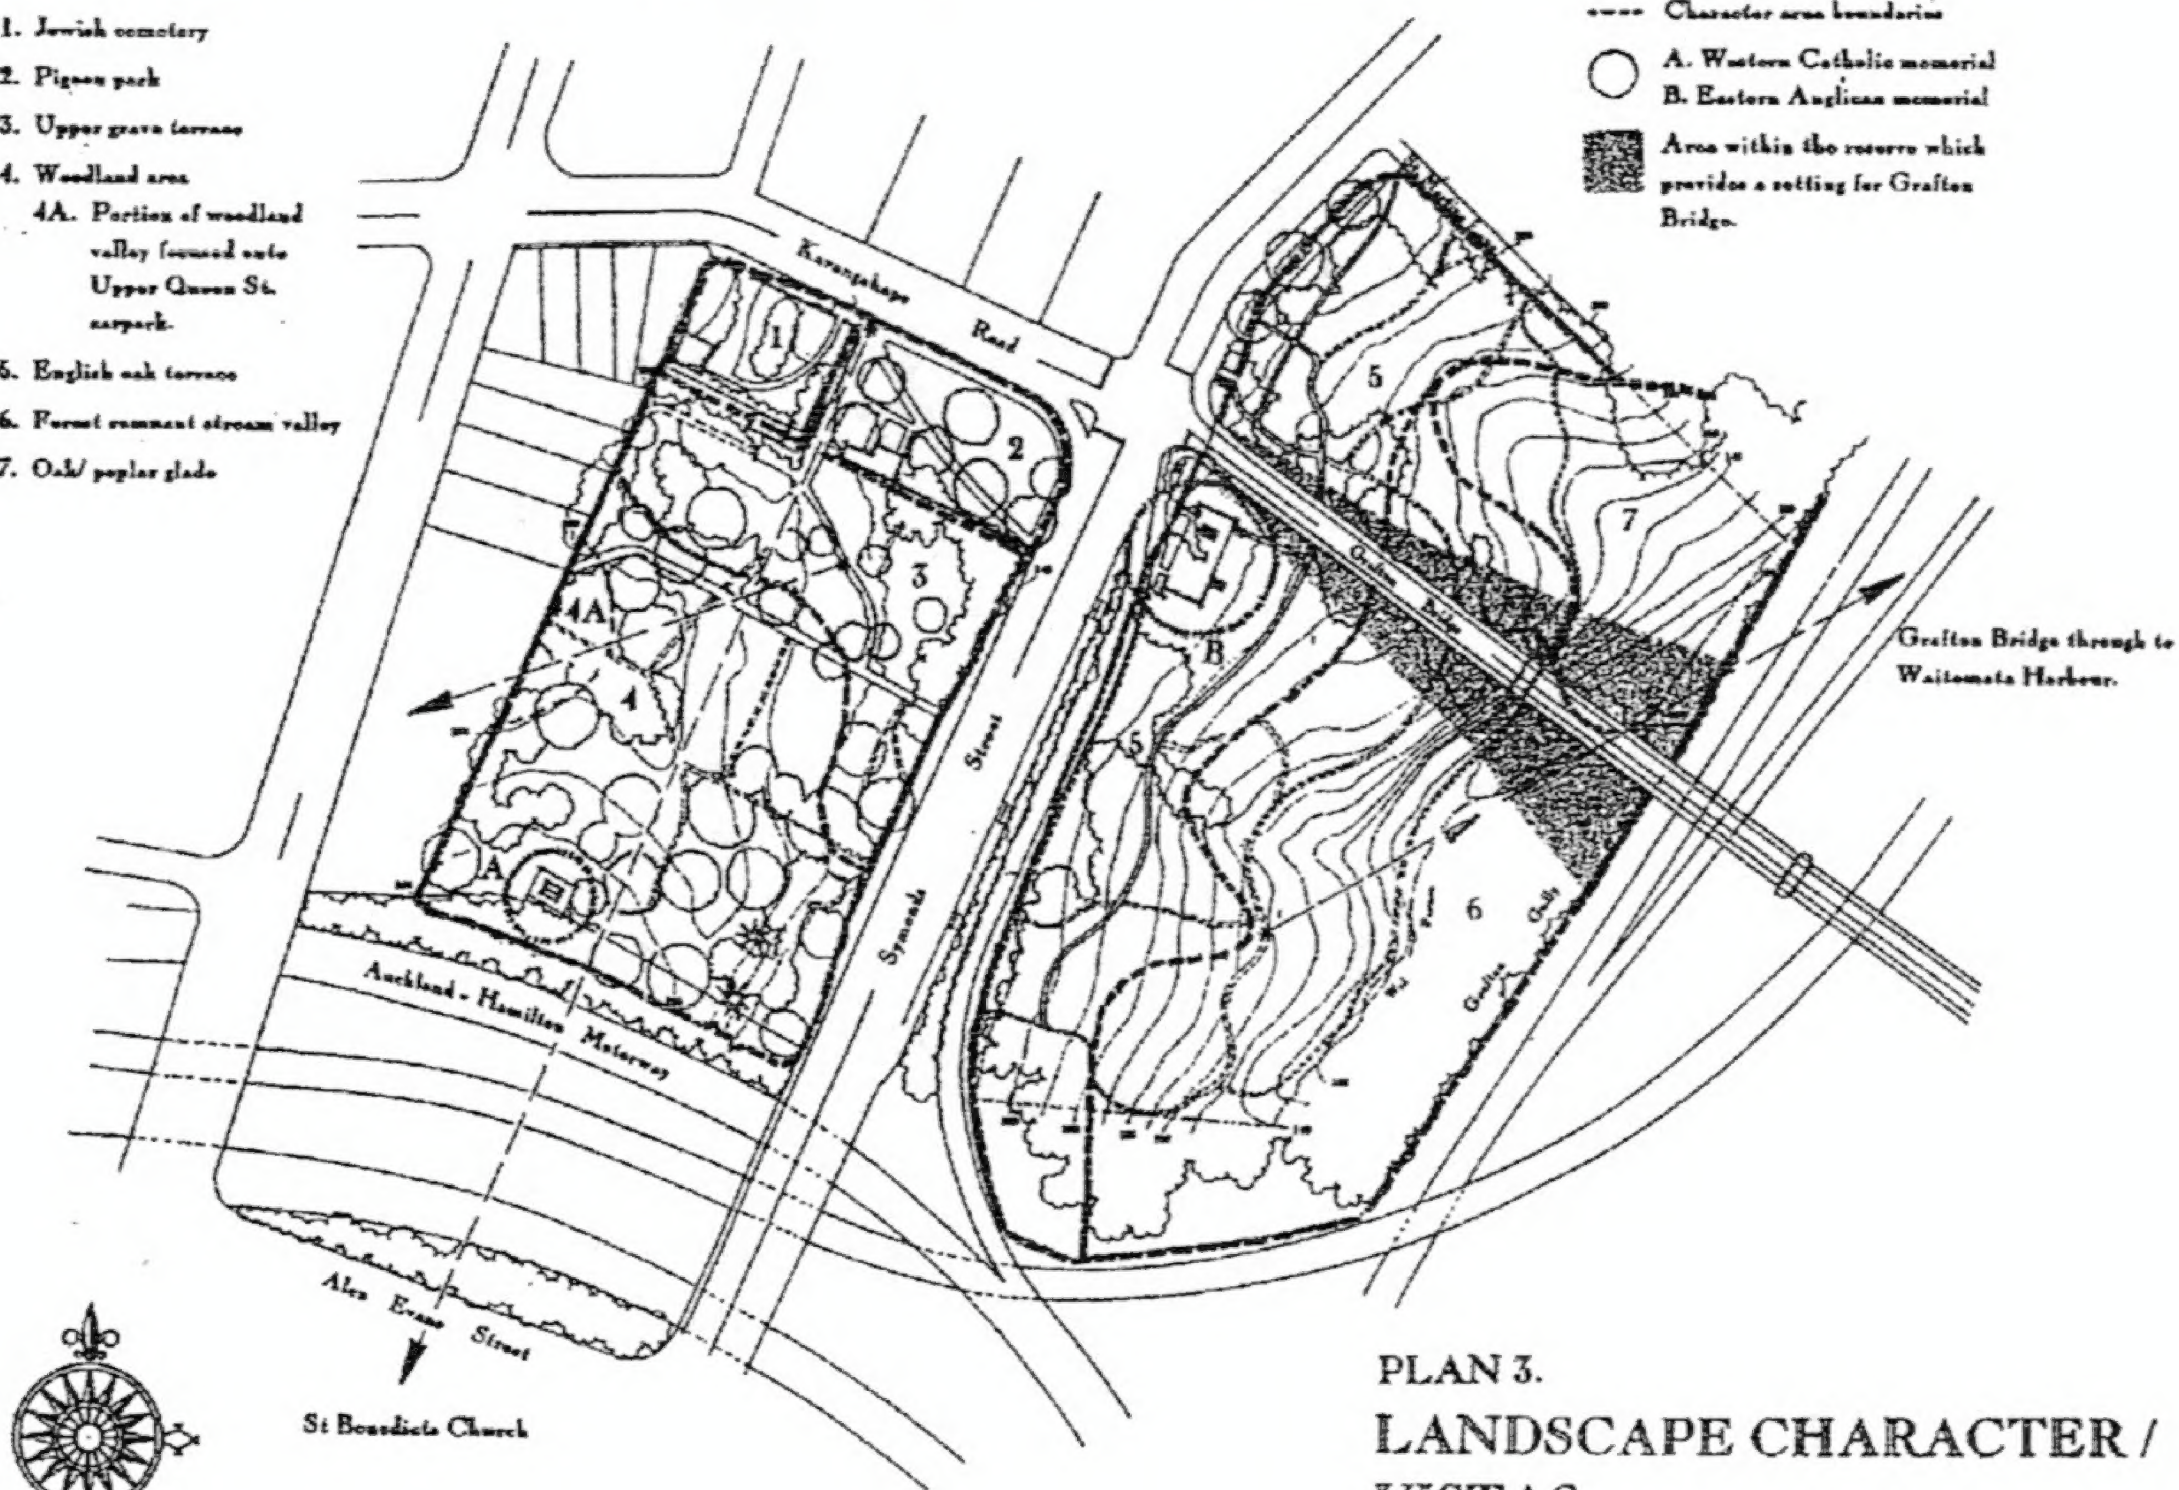 1. Jewish cemetery
2. Pigeon park
3. Upper grave terrace
4. Woodland area
4A. Portion of woodland
valley focused onto
Upper Queen St.
carpark.
5. English oak terrace
6. Forest remnant stream valley
7. Oak/ poplar glade
Character area boundaries
A. Western Catholic memorial
B. Eastern Anglican memorial
Area within the reserve which
provides a setting for Grafton
Bridge.
Karangahape Road
1
2
3
4A
4
A
5
7
B
5
6
Grafton Bridge
Symonds Street
Grafton Gully
Grafton Bridge through to
Waitemata Harbour.
Auckland - Hamilton Motorway
Alex Evans Street
St Benedicts Church
PLAN 3.
LANDSCAPE CHARACTER /
VISTAS